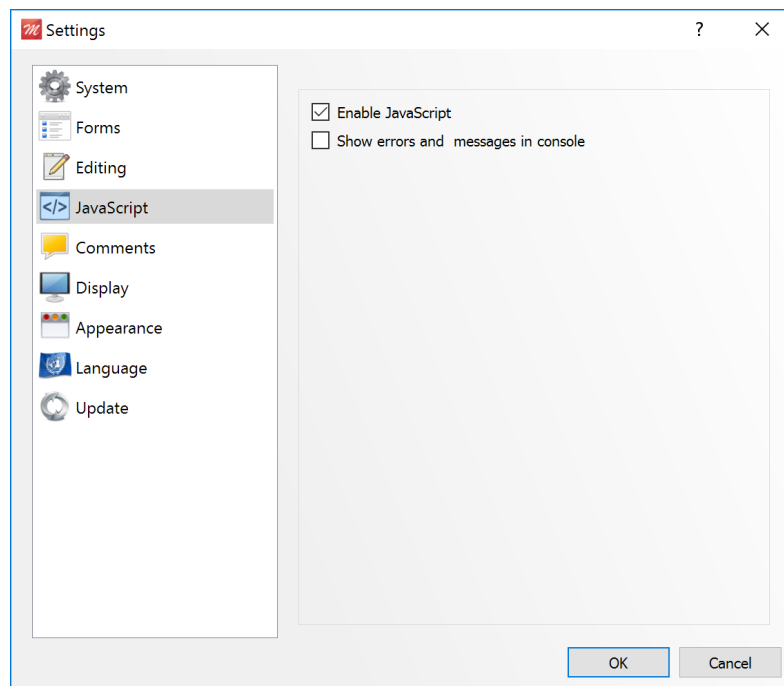 Settings
?
System
Forms
Editing
</> JavaScript
Comments
Display
Appearance
Language
Update
Enable JavaScript
Show errors and  messages in console
OK
Cancel